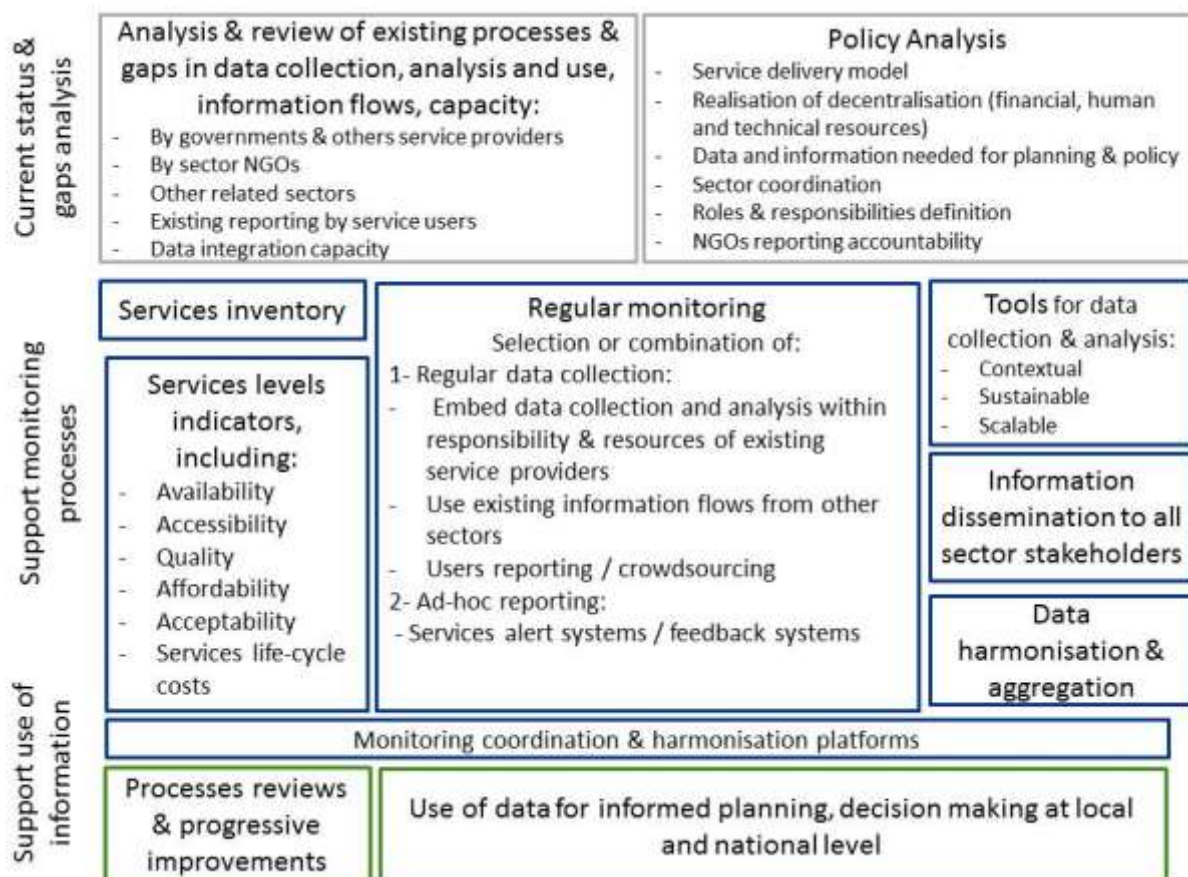 Current status &
gaps analysis
Analysis & review of existing processes &
gaps in data collection, analysis and use,
information flows, capacity:
- By governments & others service providers
- By sector NGOs
- Other related sectors
- Existing reporting by service users
- Data integration capacity
Policy Analysis
- Service delivery model
- Realisation of decentralisation (financial, human
and technical resources)
- Data and information needed for planning & policy
- Sector coordination
- Roles & responsibilities definition
- NGOs reporting accountability
Support monitoring
processes
Services inventory
Services levels
indicators,
including:
- Availability
- Accessibility
- Quality
- Affordability
- Acceptability
- Services life-cycle
costs
Regular monitoring
Selection or combination of:
1- Regular data collection:
- Embed data collection and analysis within
responsibility & resources of existing
service providers
- Use existing information flows from other
sectors
- Users reporting / crowdsourcing
2- Ad-hoc reporting:
- Services alert systems / feedback systems
Tools for data
collection & analysis:
- Contextual
- Sustainable
- Scalable
Information
dissemination to all
sector stakeholders
Data
harmonisation &
aggregation
Monitoring coordination & harmonisation platforms
Support use of
information
Processes reviews
& progressive
improvements
Use of data for informed planning, decision making at local
and national level